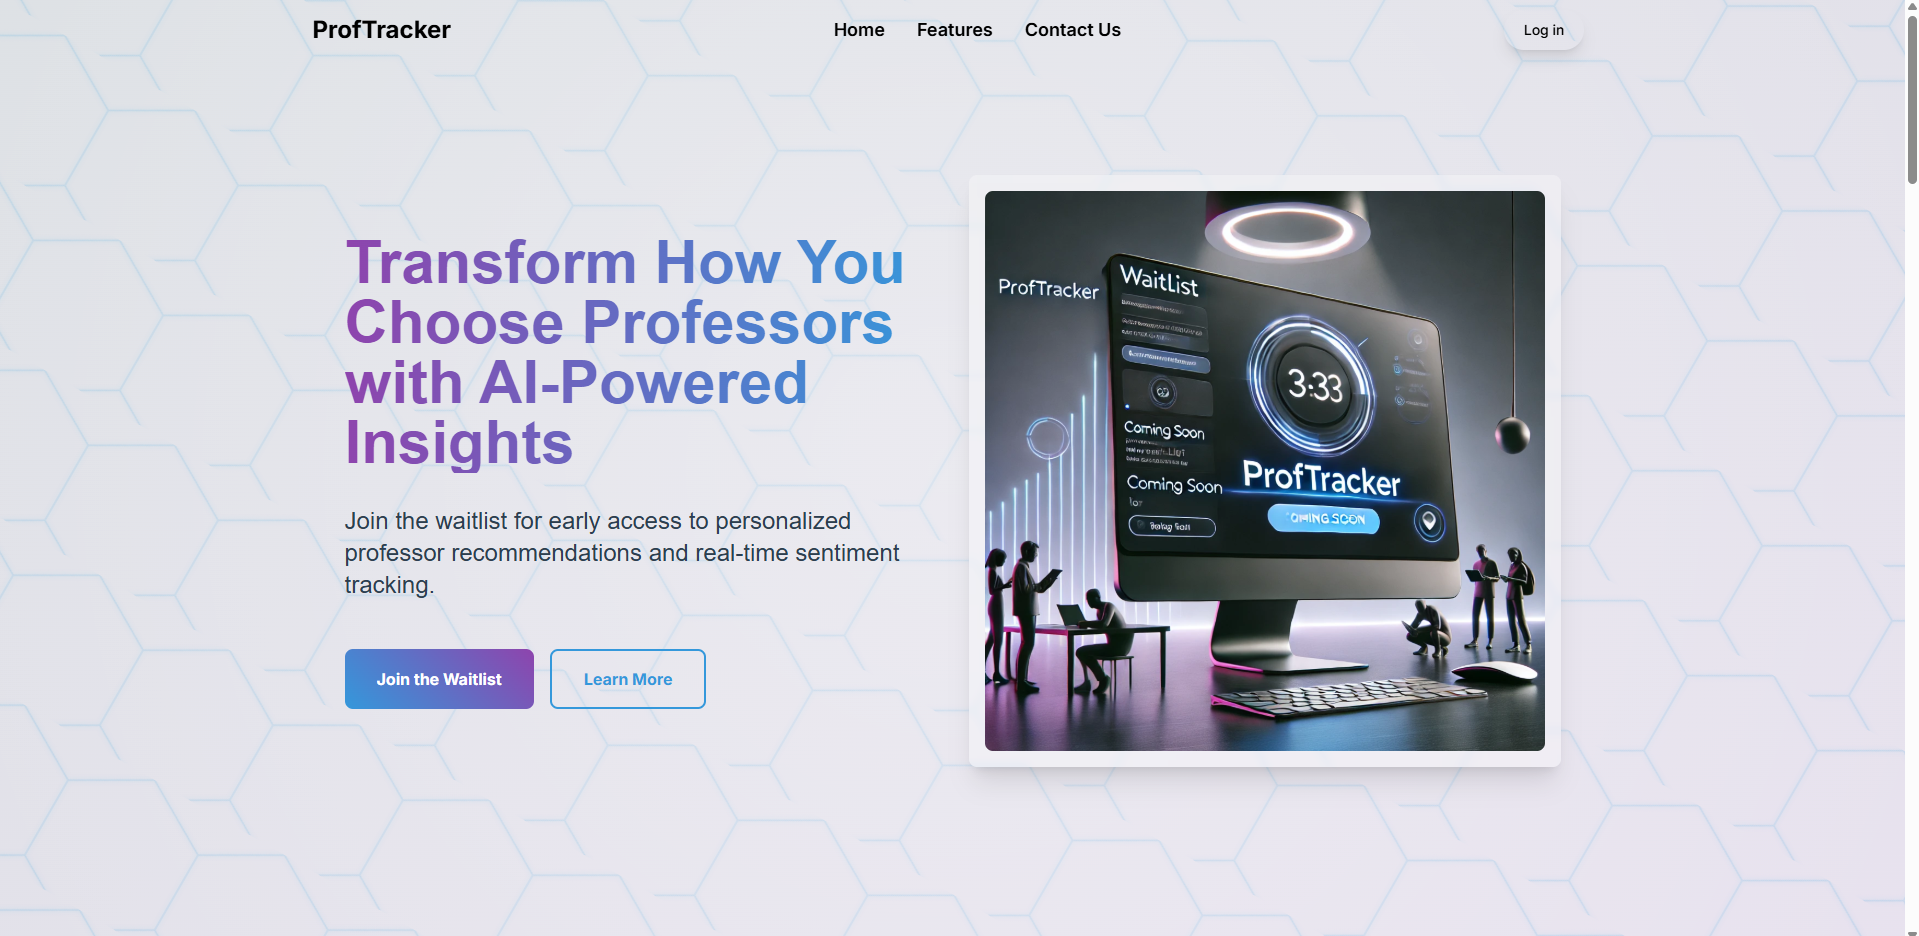 ProfTracker
Home Features Contact Us
Log in
Transform How You
Choose Professors
with AI-Powered
Insights
Join the waitlist for early access to personalized
professor recommendations and real-time sentiment
tracking.
Join the Waitlist
Learn More
ProfTracker
WaitList
Coming Soon
Coming Soon
3:33
ProfTracker
OMING SOON